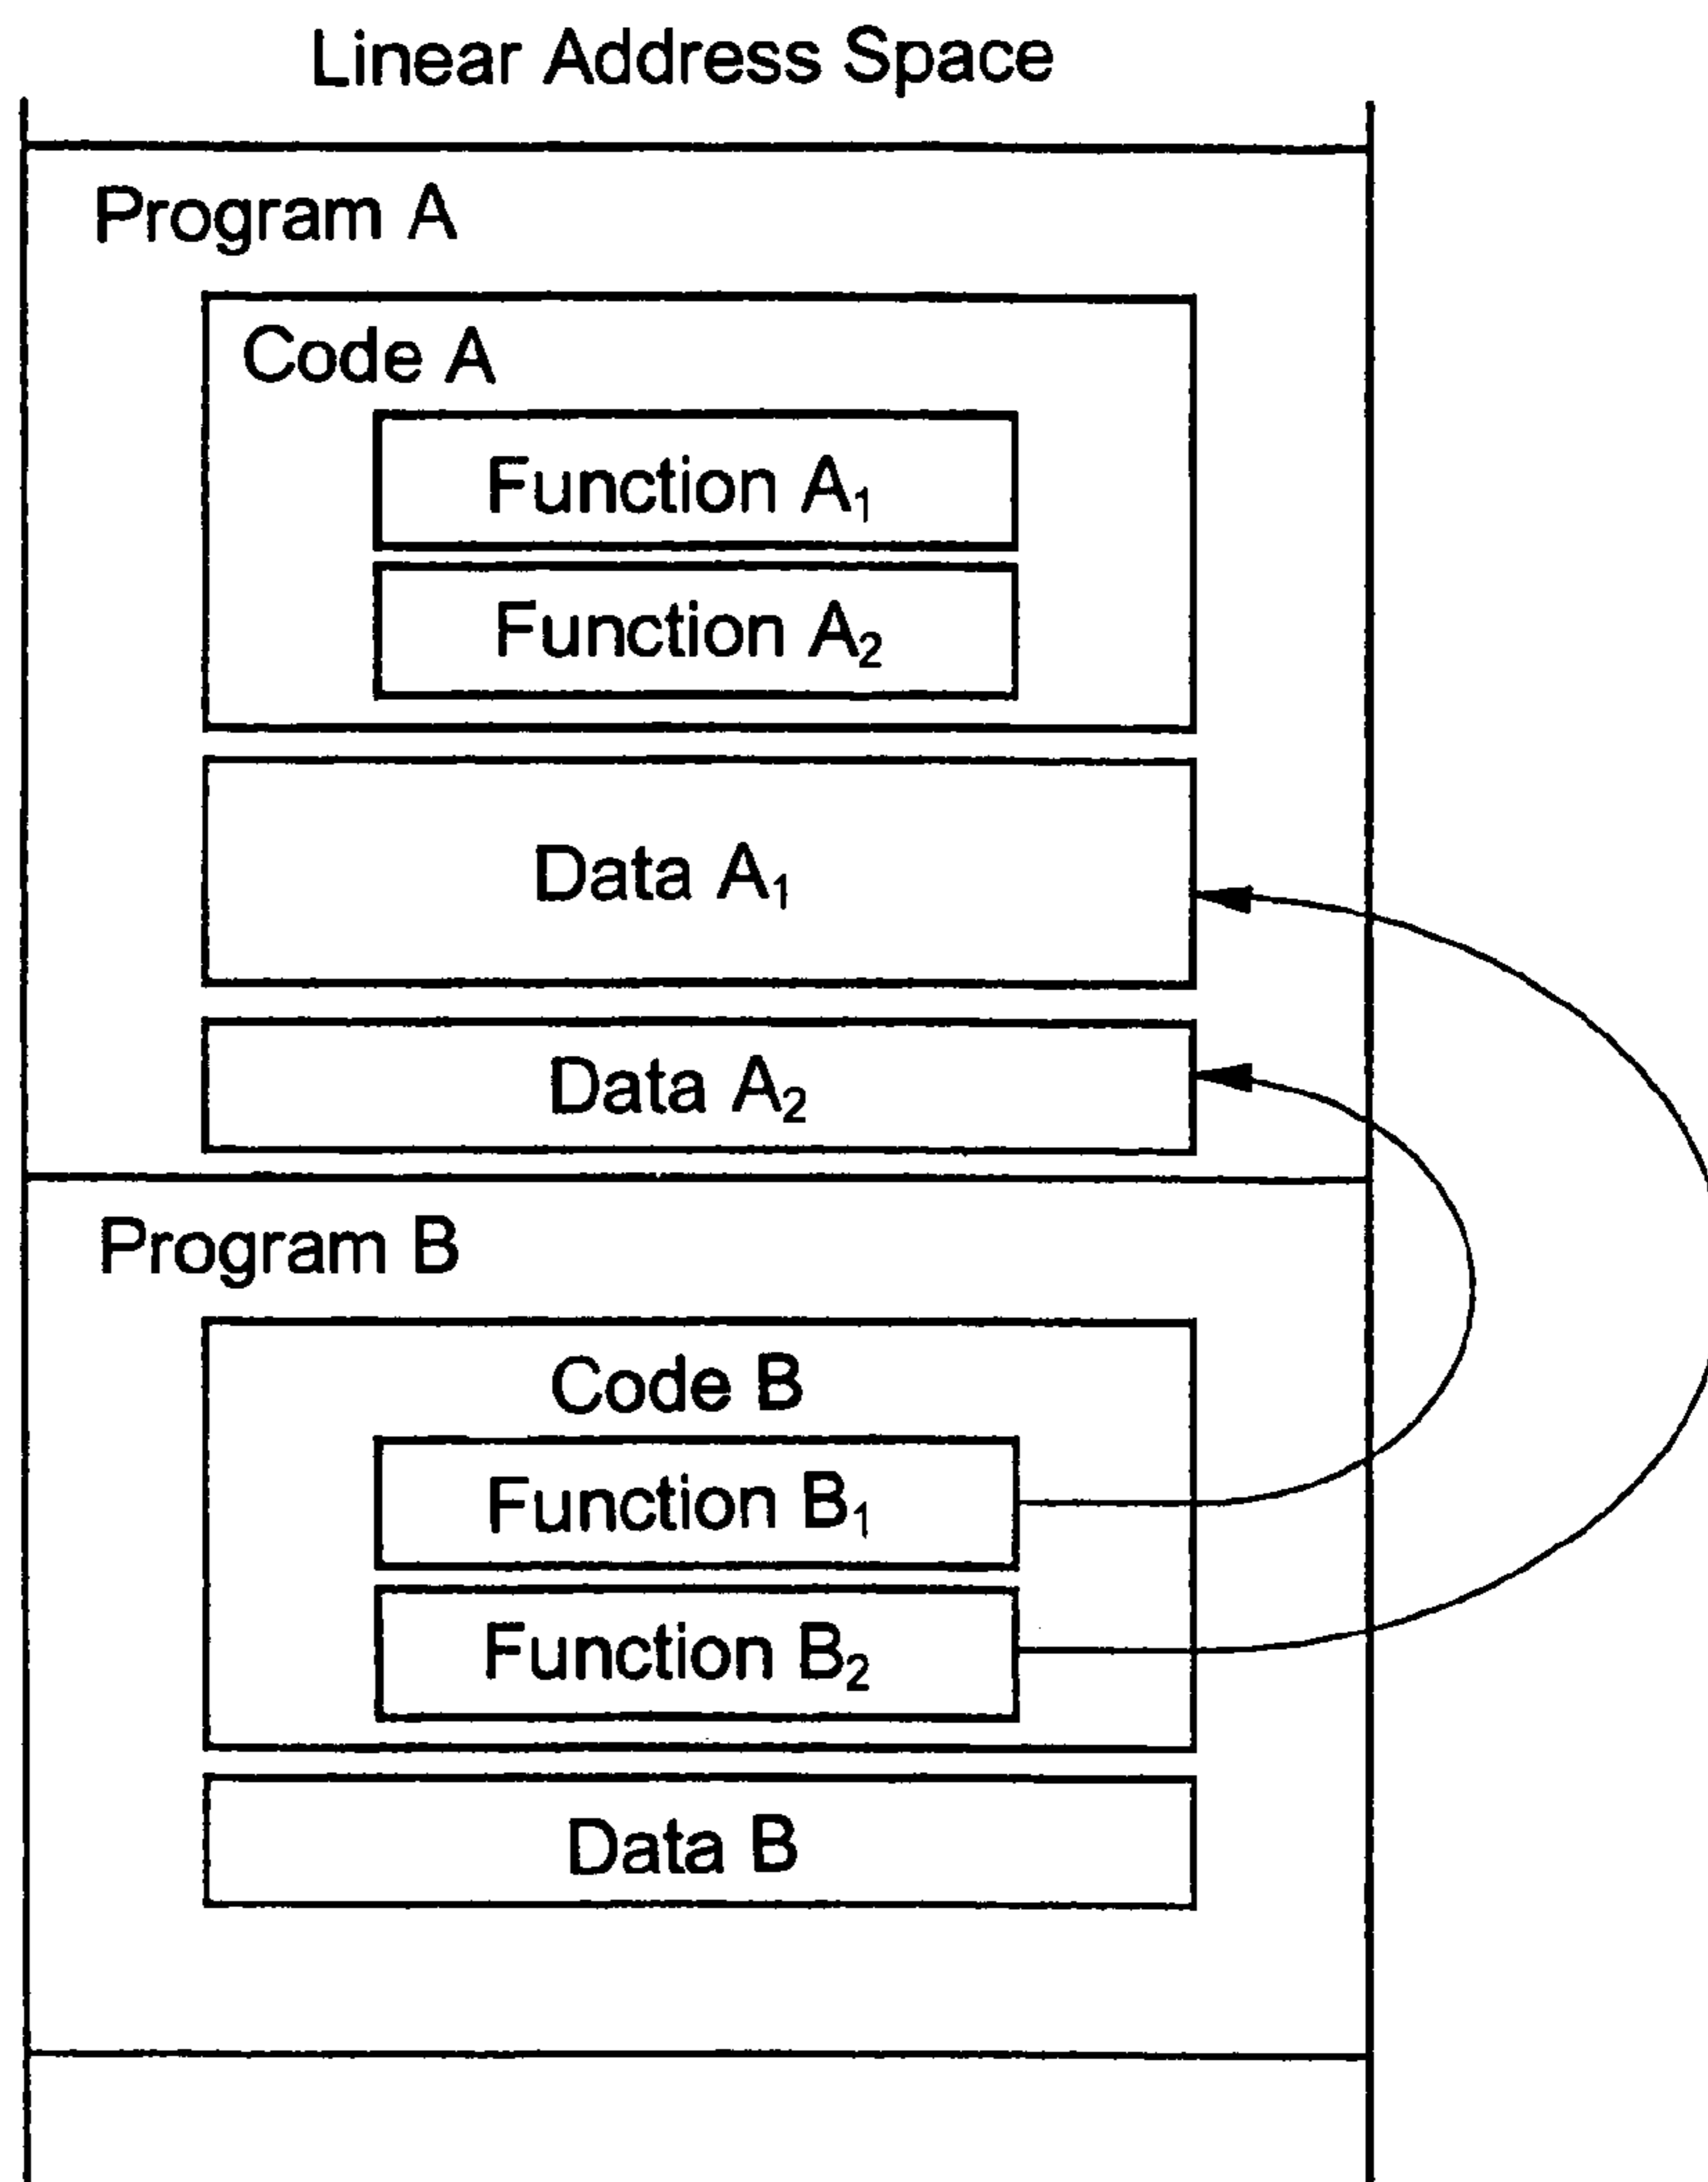 Linear Address Space
Program A
Code A
Function A₁
Function A₂
Data A₁
Data A₂
Program B
Code B
Function B₁
Function B₂
Data B